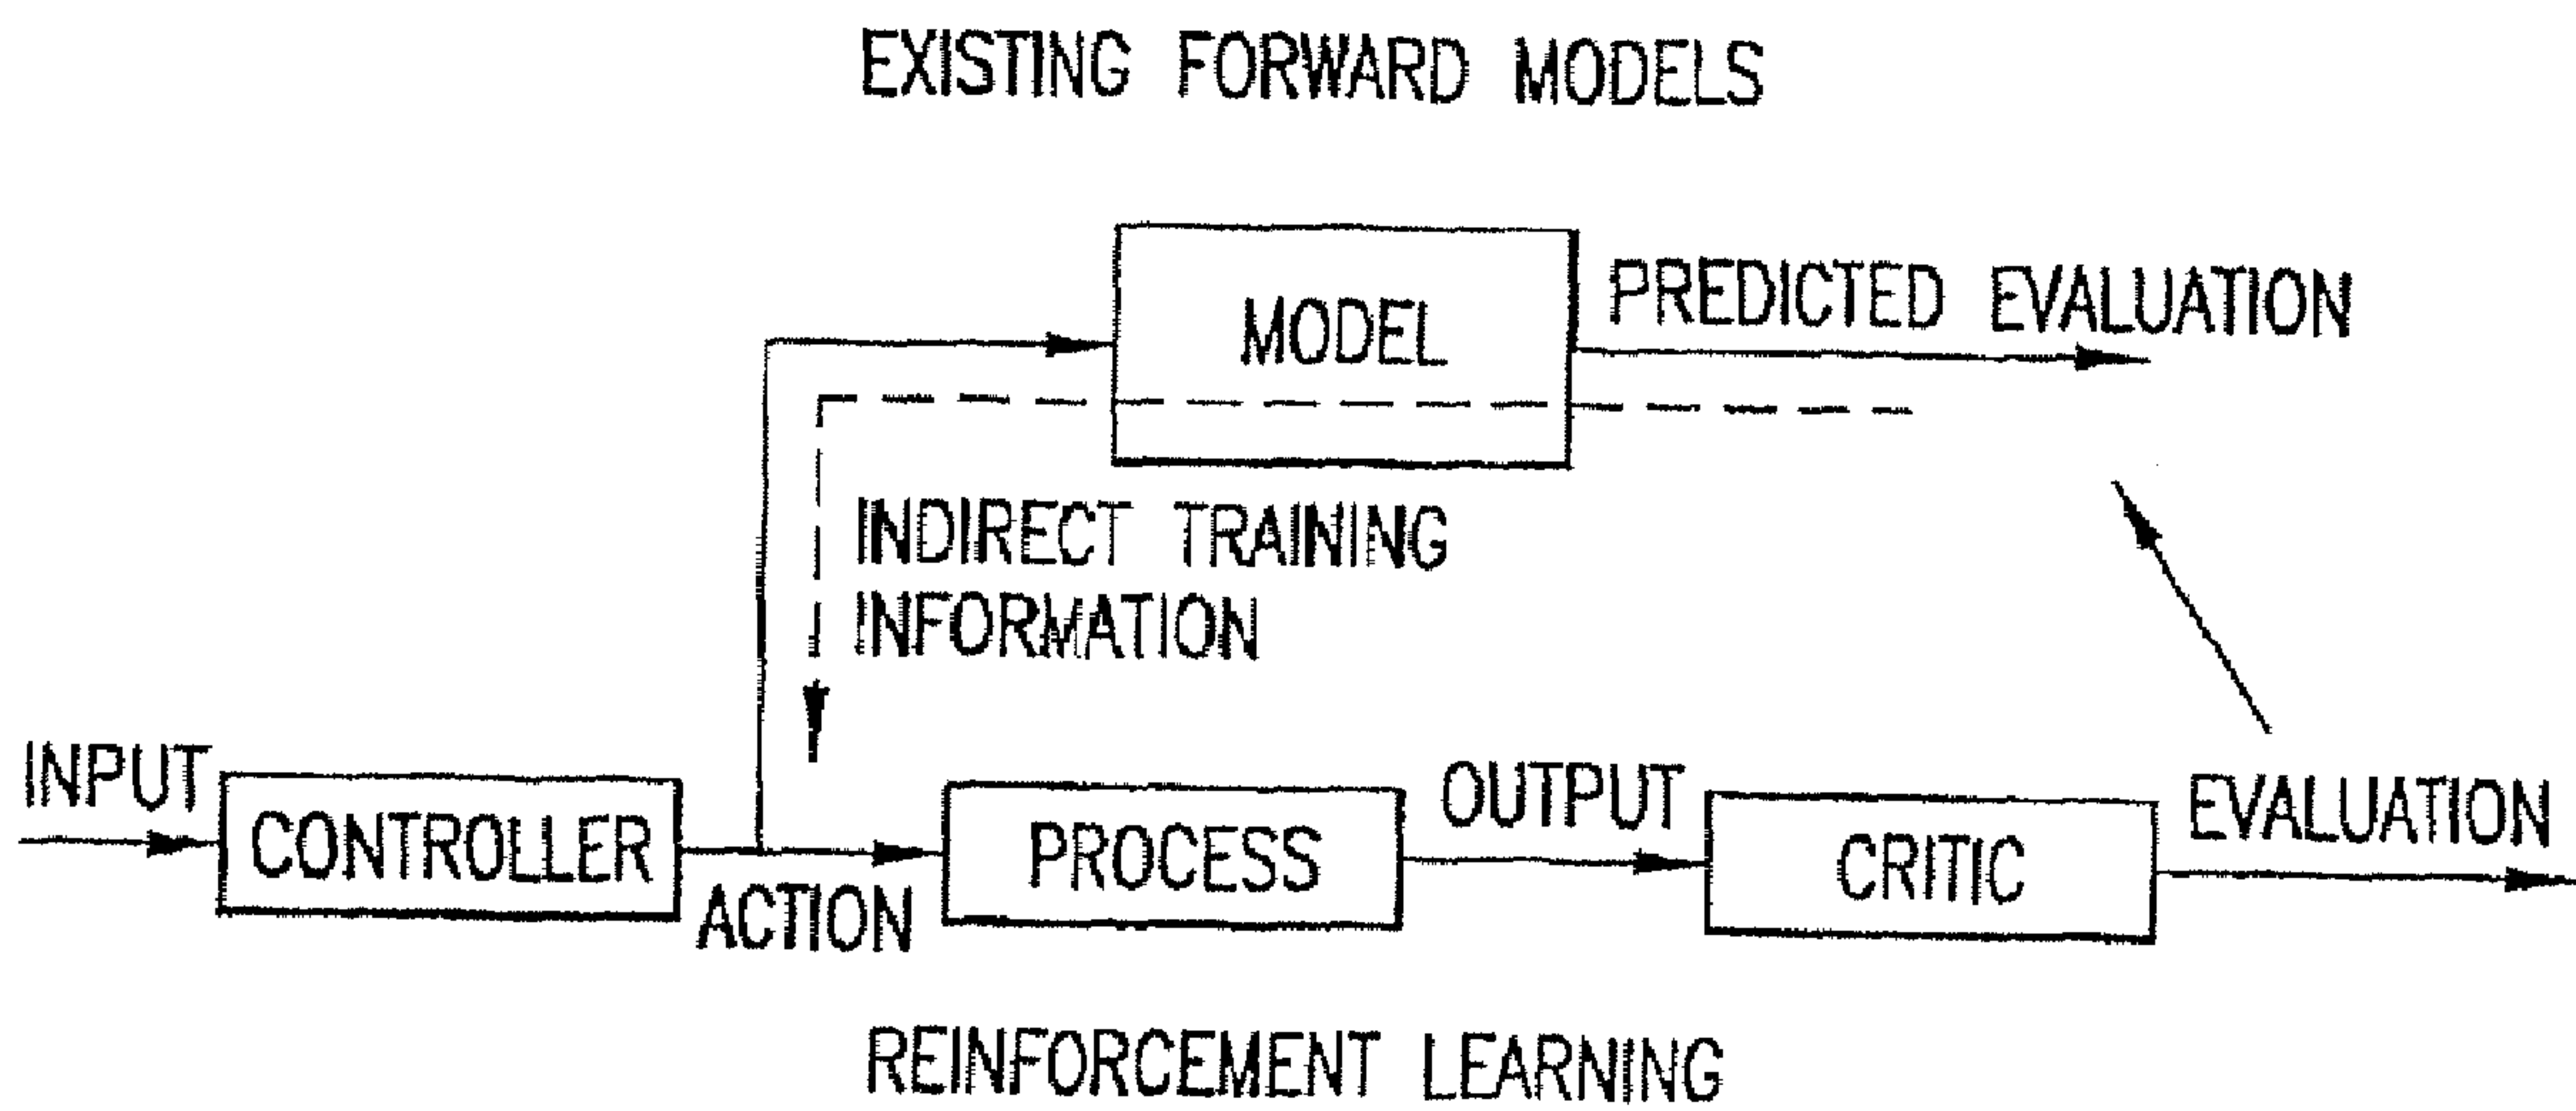 EXISTING FORWARD MODELS
MODEL
PREDICTED EVALUATION
INDIRECT TRAINING
INFORMATION
INPUT
CONTROLLER
ACTION
PROCESS
OUTPUT
CRITIC
EVALUATION
REINFORCEMENT LEARNING